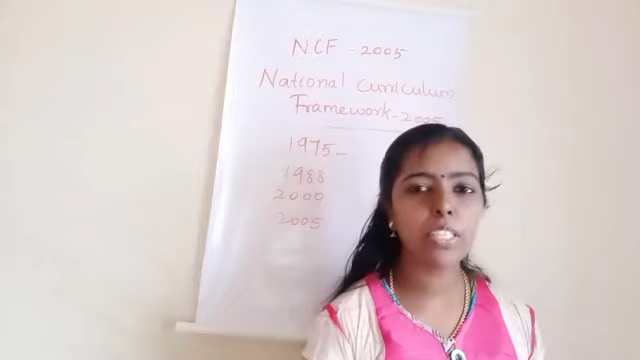 NCF - 2005
National Curriculum
Framework - 2005
1975 -
1988
2000
2005